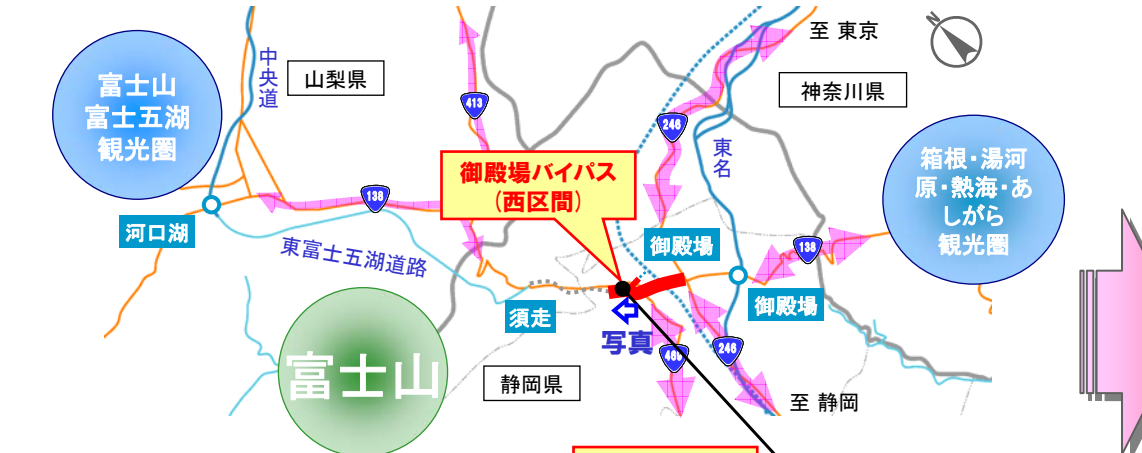 至 東京
N
中央道
山梨県
神奈川県
富士山
富士五湖
観光圏
413
246
東名
御殿場バイパス
(西区間)
箱根・湯河
原・熱海・あ
しがら
観光圏
138
河口湖
東富士五湖道路
御殿場
138
須走
御殿場
写真
富士山
246
静岡県
至 静岡